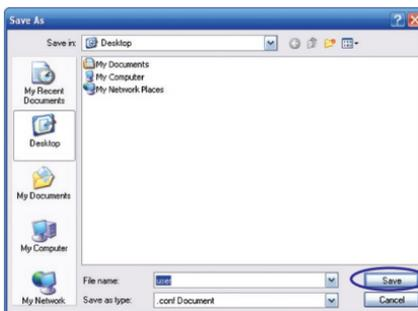 Save As
Save in:
Desktop
My Recent
Documents
Desktop
My Documents
My Computer
My Network
My Documents
My Computer
My Network Places
File name:
user
Save
Save as type:
.conf Document
Cancel